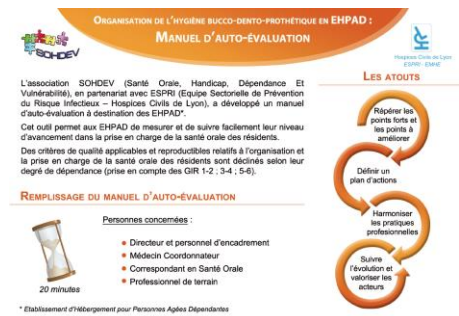 ORGANISATION DE L'HYGIÈNE BUCCO-DENTO-PROTHÉTIQUE EN EHPAD :
MANUEL D'AUTO-ÉVALUATION
SOHDEV
Hospices Civils de Lyon
ESPRI - EMHE
L'association SOHDEV (Santé Orale, Handicap, Dépendance Et
Vulnérabilité), en partenariat avec ESPRI (Equipe Sectorielle de Prévention
du Risque Infectieux – Hospices Civils de Lyon), a développé un manuel
d'auto-évaluation à destination des EHPAD*.
Cet outil permet aux EHPAD de mesurer et de suivre facilement leur niveau
d'avancement dans la prise en charge de la santé orale des résidents.
Des critères de qualité applicables et reproductibles relatifs à l'organisation et
la prise en charge de la santé orale des résidents sont déclinés selon leur
degré de dépendance (prise en compte des GIR 1-2 ; 3-4 ; 5-6).
REMPLISSAGE DU MANUEL D'AUTO-ÉVALUATION
Personnes concernées :
Directeur et personnel d'encadrement
Médecin Coordonnateur
Correspondant en Santé Orale
Professionnel de terrain
20 minutes
* Etablissement d'Hébergement pour Personnes Agées Dépendantes
LES ATOUTS
Repérer les
points forts et
les points à
améliorer
Définir un
plan d'actions
Harmoniser
les pratiques
profesionnelles
Suivre
l'évolution et
valoriser les
acteurs